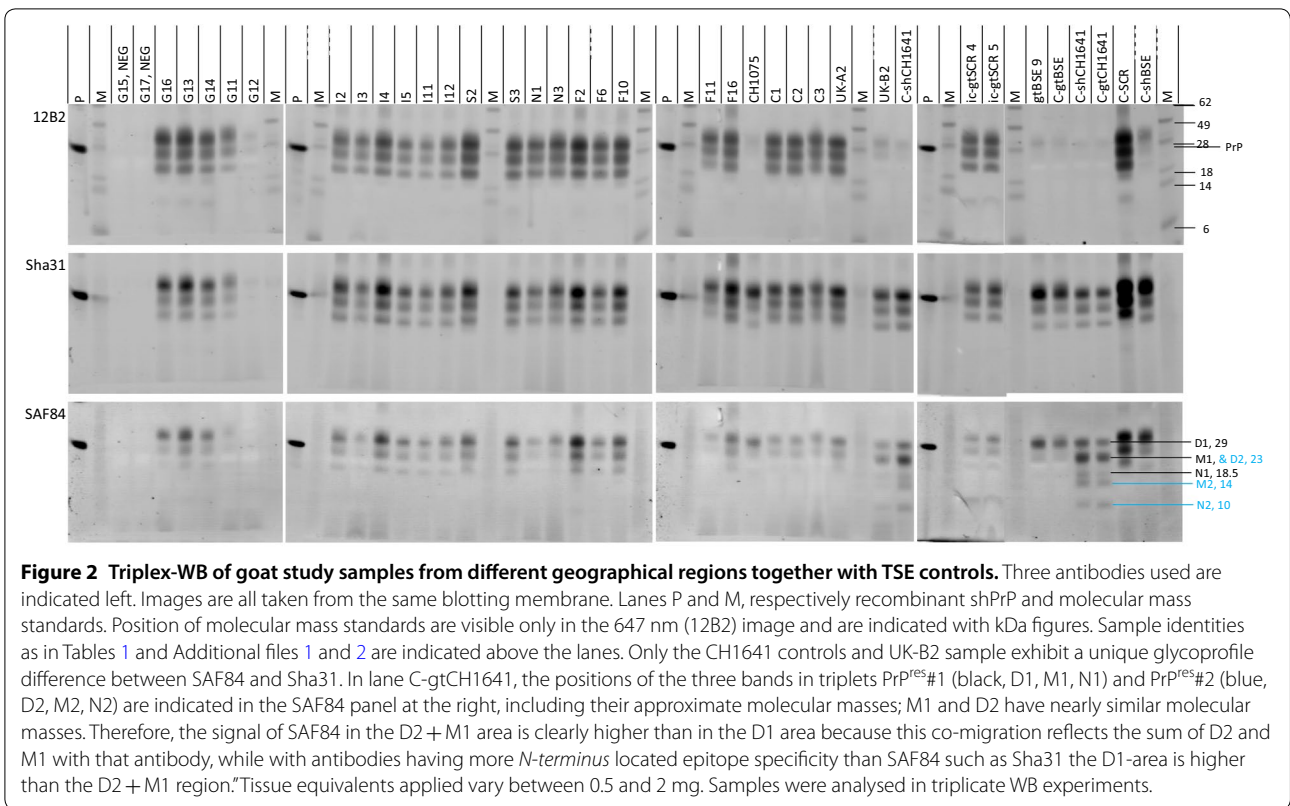 P M G15, NEG G17, NEG G16 G13 G14 G11 G12 M P M I2 I3 I4 I5 I11 I12 S2 M S3 N1 N3 F2 F6 F10 M P M F11 F16 CH1075 C1 C2 C3 UK-A2 M UK-B2 C-shCH1641 P M ic-gtSCR 4 ic-gtSCR 5 M gtBSE 9 C-gtBSE C-shCH1641 C-gtCH1641 C-SCR C-shBSE M
12B2
62
49
28
PrP
18
14
6
Sha31
SAF84
D1, 29
M1, & D2, 23
N1, 18.5
M2, 14
N2, 10
Figure 2 Triplex-WB of goat study samples from different geographical regions together with TSE controls. Three antibodies used are
indicated left. Images are all taken from the same blotting membrane. Lanes P and M, respectively recombinant shPrP and molecular mass
standards. Position of molecular mass standards are visible only in the 647 nm (12B2) image and are indicated with kDa figures. Sample identities
as in Tables 1 and Additional files 1 and 2 are indicated above the lanes. Only the CH1641 controls and UK-B2 sample exhibit a unique glycoprofile
difference between SAF84 and Sha31. In lane C-gtCH1641, the positions of the three bands in triplets PrPres#1 (black, D1, M1, N1) and PrPres#2 (blue,
D2, M2, N2) are indicated in the SAF84 panel at the right, including their approximate molecular masses; M1 and D2 have nearly similar molecular
masses. Therefore, the signal of SAF84 in the D2 + M1 area is clearly higher than in the D1 area because this co-migration reflects the sum of D2 and
M1 with that antibody, while with antibodies having more N-terminus located epitope specificity than SAF84 such as Sha31 the D1-area is higher
than the D2 + M1 region.” Tissue equivalents applied vary between 0.5 and 2 mg. Samples were analysed in triplicate WB experiments.